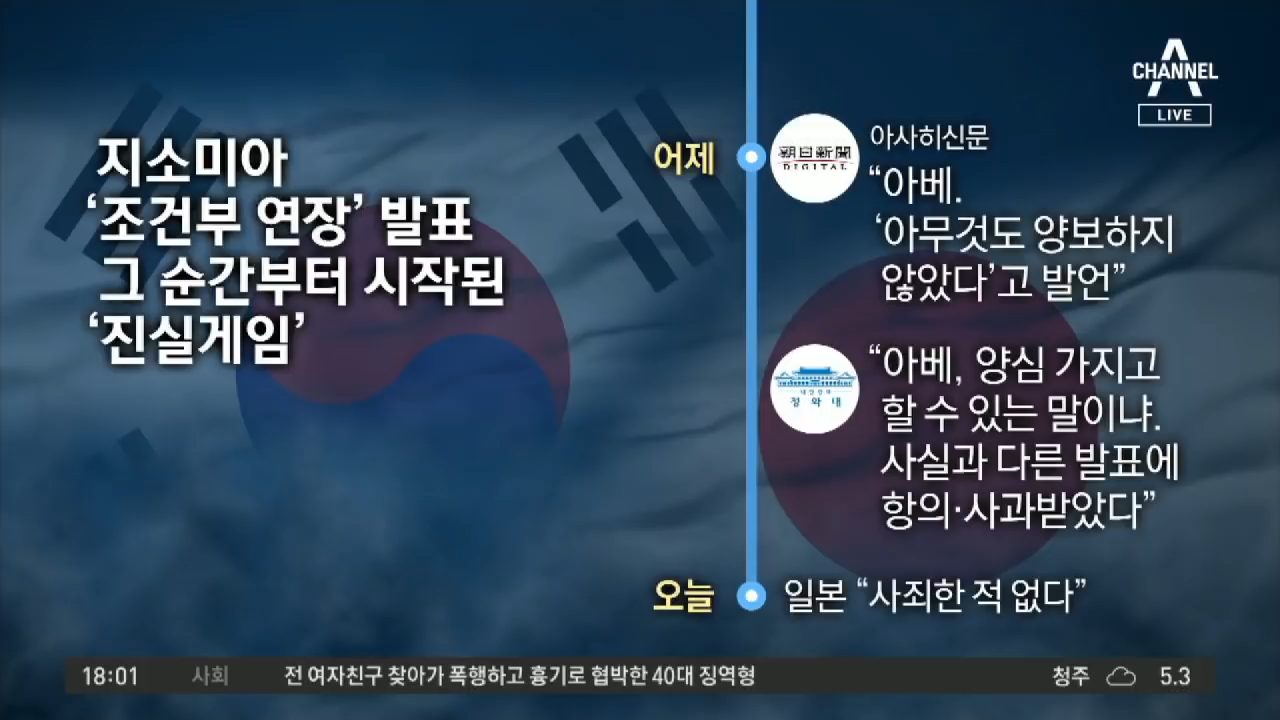 CHANNEL A
LIVE
지소미아
‘조건부 연장’ 발표
그 순간부터 시작된
‘진실게임’
어제
朝日新聞
DIGITAL
아사히신문
“아베.
‘아무것도 양보하지
않았다’고 발언”
대한민국
청와대
“아베, 양심 가지고
할 수 있는 말이냐.
사실과 다른 발표에
항의·사과받았다”
오늘
일본 “사죄한 적 없다”
18:01 사회 전 여자친구 찾아가 폭행하고 흉기로 협박한 40대 징역형 청주 5.3